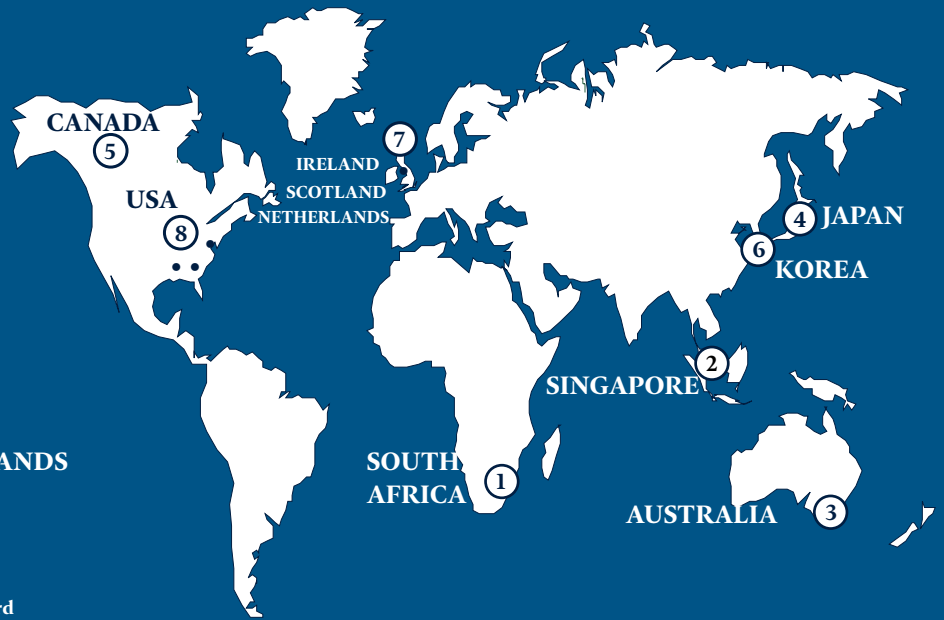 CANADA
5
7
IRELAND
SCOTLAND
NETHERLANDS
USA
8
4
JAPAN
6
KOREA
2
SINGAPORE
ANDS
SOUTH
AFRICA
1
AUSTRALIA
3
rd